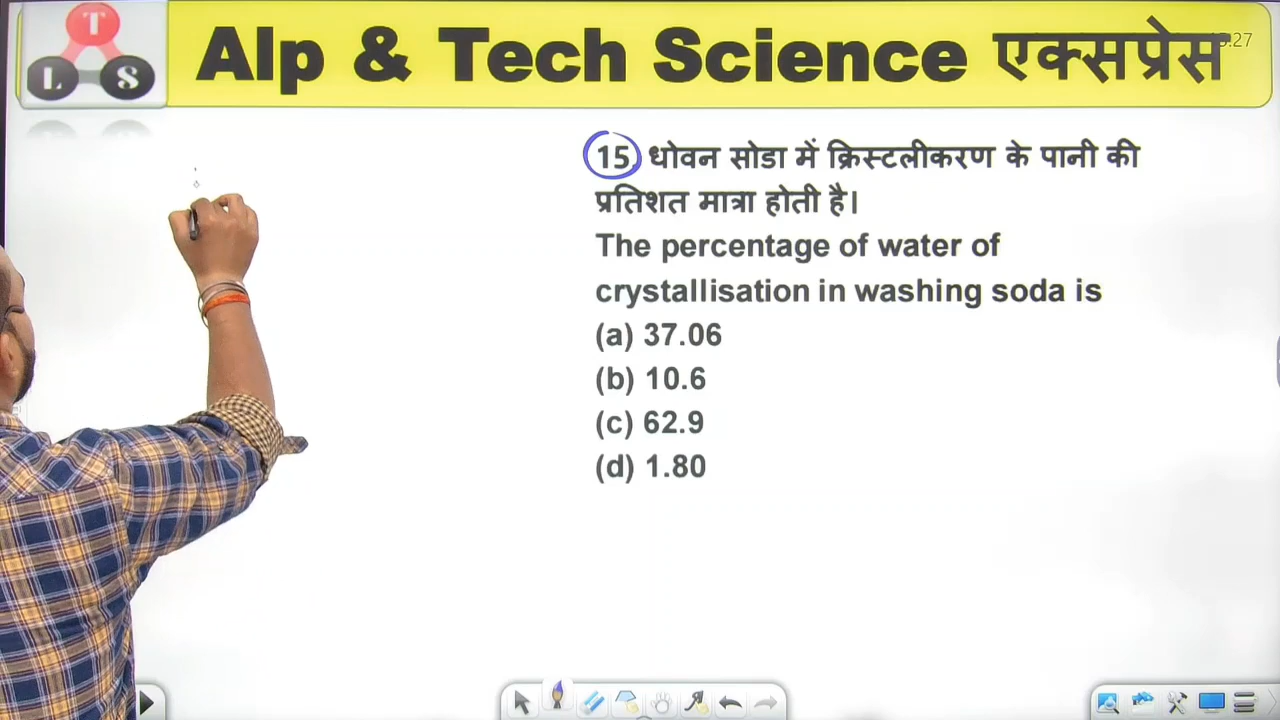 T
L
S
Alp & Tech Science एक्सप्रेस
15. धोवन सोडा में क्रिस्टलीकरण के पानी की
प्रतिशत मात्रा होती है।
The percentage of water of
crystallisation in washing soda is
(a) 37.06
(b) 10.6
(c) 62.9
(d) 1.80